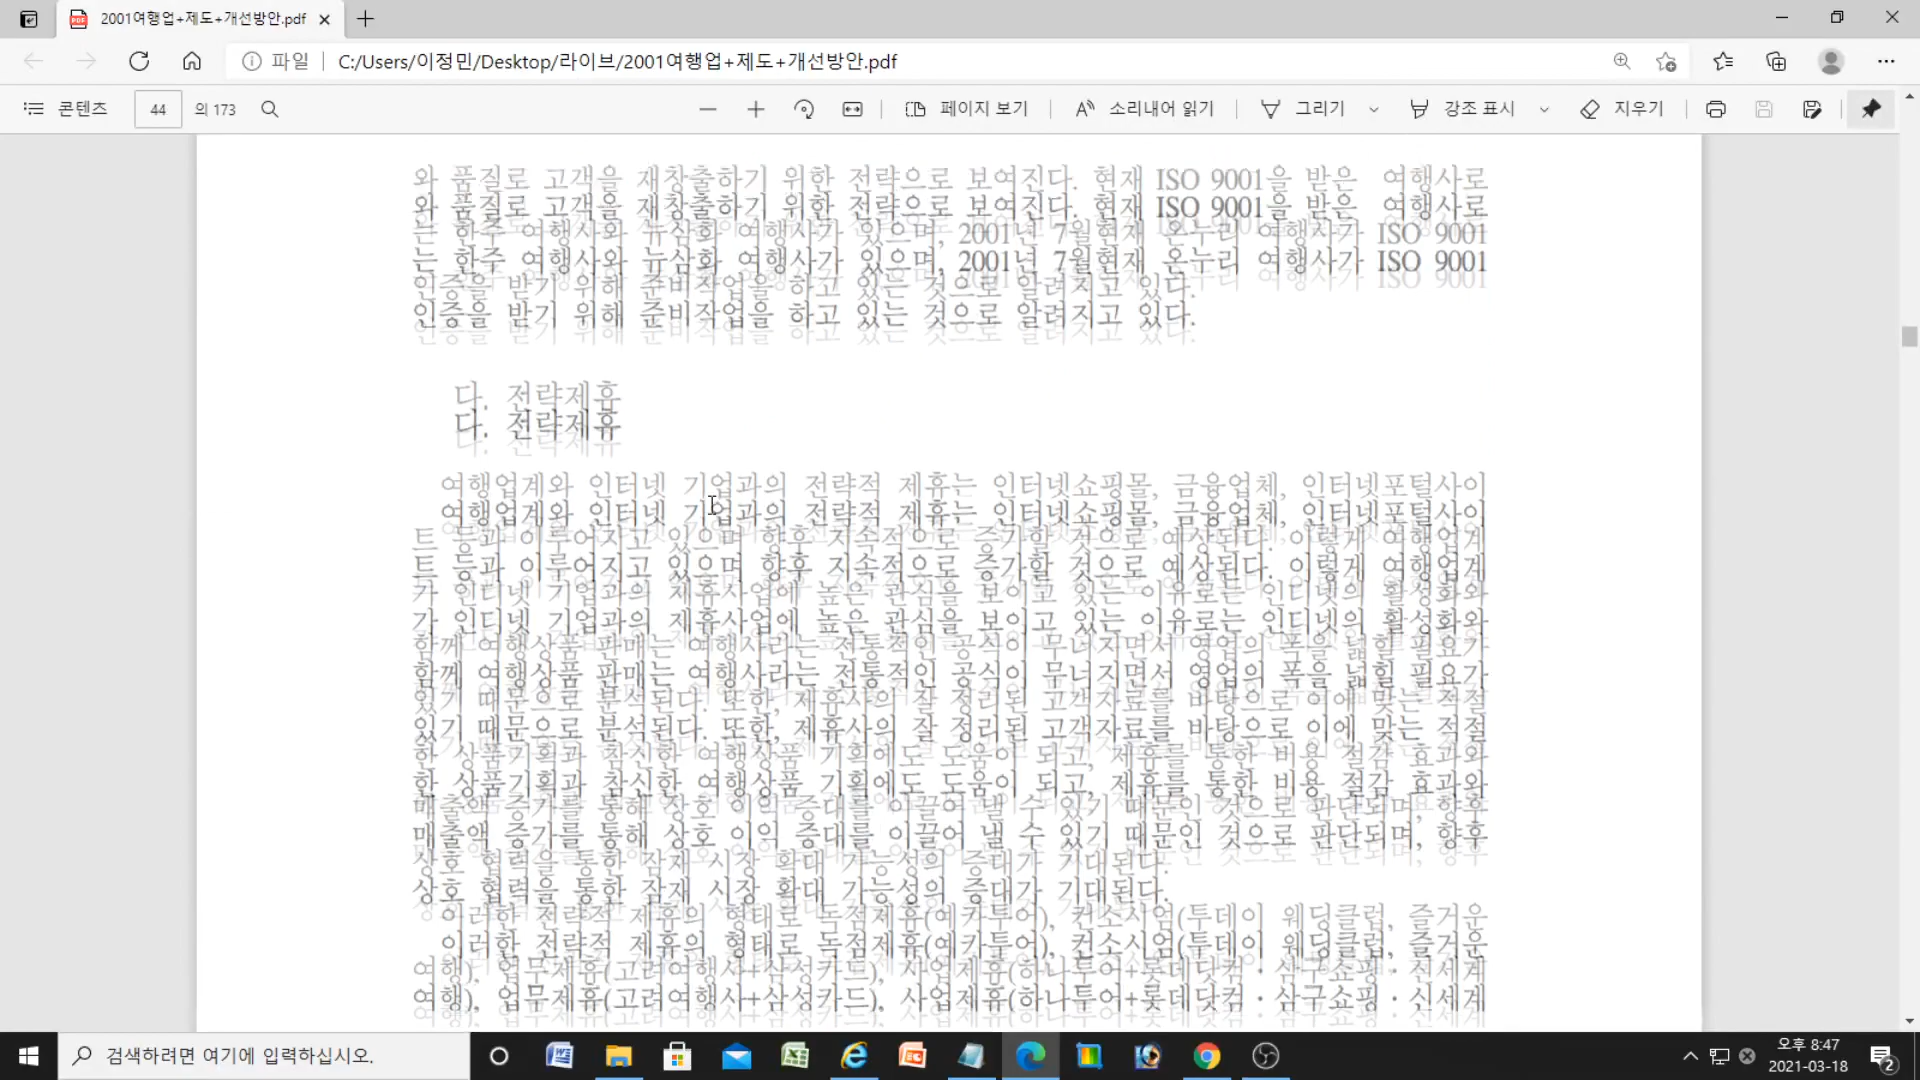 2001여행업+제도+개선방안.pdf
파일 C:/Users/이정민/Desktop/라이브/2001여행업+제도+개선방안.pdf
콘텐츠 44 의 173 페이지 보기 소리내어 읽기 그리기 강조 표시 지우기
와 품질로 고객을 재창출하기 위한 전략으로 보여진다. 현재 ISO 9001을 받은 여행사로
는 한주 여행사와 뉴삼화 여행사가 있으며, 2001년 7월현재 온누리 여행사가 ISO 9001
인증을 받기 위해 준비작업을 하고 있는 것으로 알려지고 있다.
다. 전략제휴
여행업계와 인터넷 기업과의 전략적 제휴는 인터넷쇼핑몰, 금융업체, 인터넷포털사이
트 등과 이루어지고 있으며 향후 지속적으로 증가할 것으로 예상된다. 이렇게 여행업계
가 인터넷 기업과의 제휴사업에 높은 관심을 보이고 있는 이유로는 인터넷의 활성화와
함께 여행상품 판매는 여행사라는 전통적인 공식이 무너지면서 영업의 폭을 넓힐 필요가
있기 때문으로 분석된다. 또한, 제휴사의 잘 정리된 고객자료를 바탕으로 이에 맞는 적절
한 상품기획과 참신한 여행상품 기획에도 도움이 되고, 제휴를 통한 비용 절감 효과와
매출액 증가를 통해 상호 이익 증대를 이끌어 낼 수 있기 때문인 것으로 판단되며, 향후
상호 협력을 통한 잠재 시장 확대 가능성의 증대가 기대된다.
이러한 전략적 제휴의 형태로 독점제휴(예카투어), 컨소시엄(투데이 웨딩클럽, 즐거운
여행), 업무제휴(고려여행사+삼성카드), 사업제휴(하나투어+롯데닷컴·삼구쇼핑·신세계
검색하려면 여기에 입력하십시오.
오후 8:47
2021-03-18
2